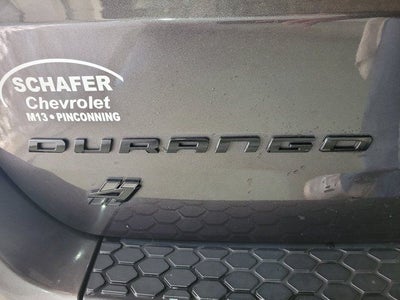 SCHAFER
Chevrolet
M13 • PINCONNING
DURANGO